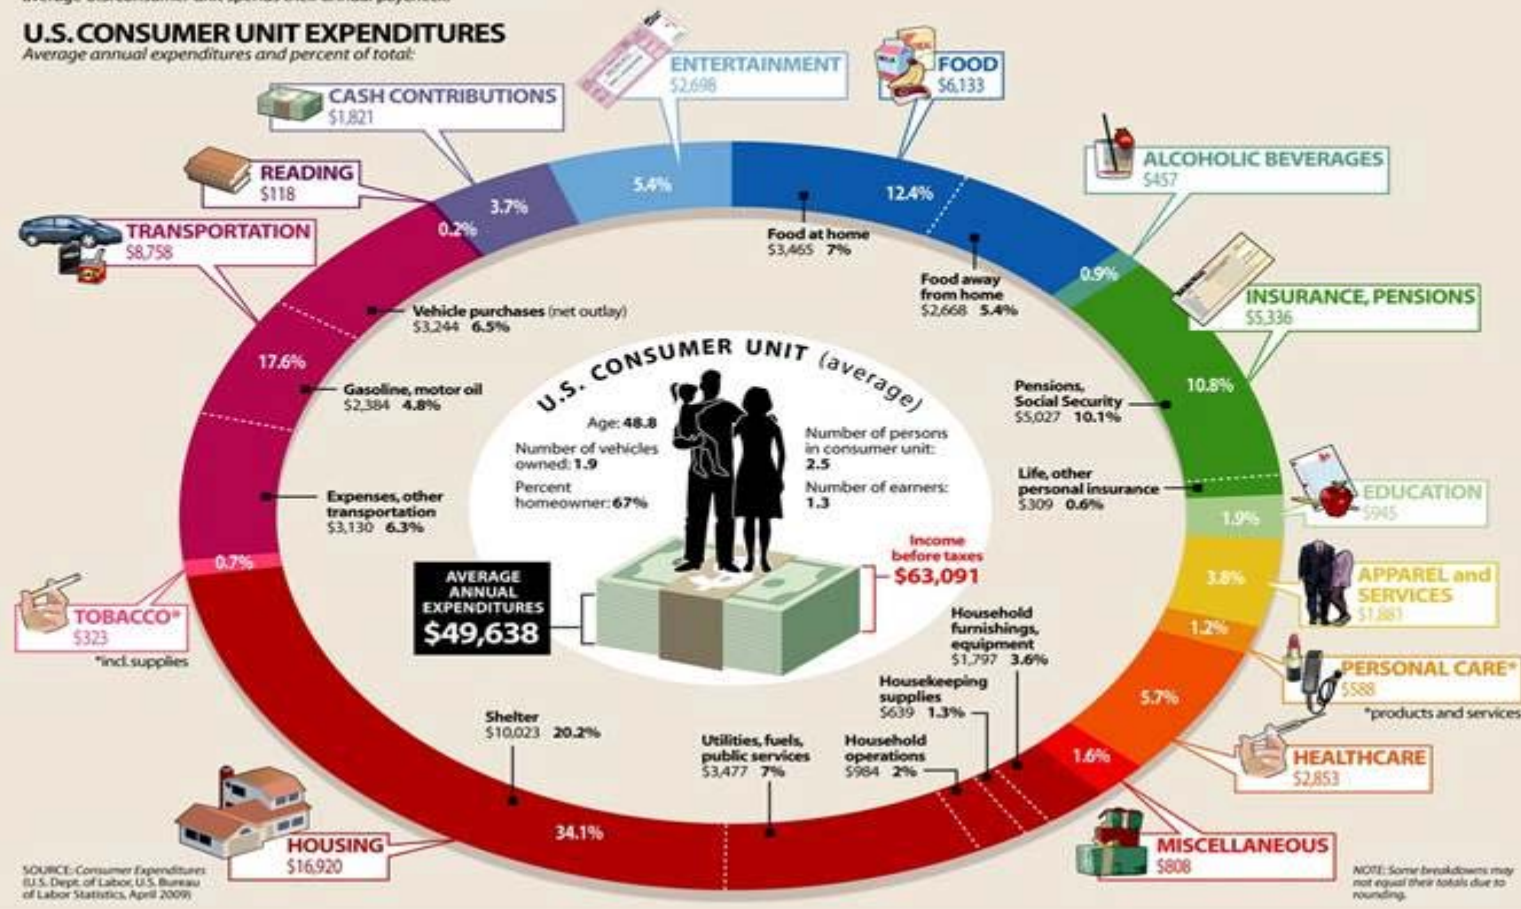 U.S. CONSUMER UNIT EXPENDITURES
Average annual expenditures and percent of total:
ENTERTAINMENT
$2,698
FOOD
$6,133
CASH CONTRIBUTIONS
$1,821
ALCOHOLIC BEVERAGES
$457
READING
$118
TRANSPORTATION
$8,758
INSURANCE, PENSIONS
$5,336
5.4%
12.4%
3.7%
0.2%
0.9%
17.6%
10.8%
Food at home
$3,465 7%
Food away
from home
$2,668 5.4%
Vehicle purchases (net outlay)
$3,244 6.5%
Gasoline, motor oil
$2,384 4.8%
Expenses, other
transportation
$3,130 6.3%
Pensions,
Social Security
$5,027 10.1%
Life, other
personal insurance
$309 0.6%
U.S. CONSUMER UNIT (average)
Age: 48.8
Number of vehicles
owned: 1.9
Percent
homeowner: 67%
Number of persons
in consumer unit:
2.5
Number of earners:
1.3
Income
before taxes
$63,091
AVERAGE
ANNUAL
EXPENDITURES
$49,638
EDUCATION
$945
1.9%
APPAREL and
SERVICES
$1,881
3.8%
1.2%
PERSONAL CARE*
$588
*products and services
5.7%
HEALTHCARE
$2,853
1.6%
MISCELLANEOUS
$808
0.7%
TOBACCO*
$323
*incl. supplies
Household
furnishings,
equipment
$1,797 3.6%
Housekeeping
supplies
$639 1.3%
Household
operations
$984 2%
Utilities, fuels,
public services
$3,477 7%
Shelter
$10,023 20.2%
34.1%
HOUSING
$16,920
SOURCE: Consumer Expenditures
(U.S. Dept. of Labor, U.S. Bureau
of Labor Statistics, April 2009)
NOTE: Some breakdowns may
not equal their totals due to
rounding.